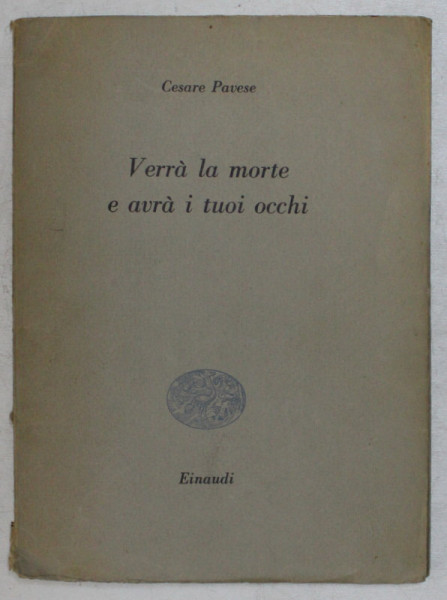 Cesare Pavese
Verrà la morte
e avrà i tuoi occhi
Einaudi